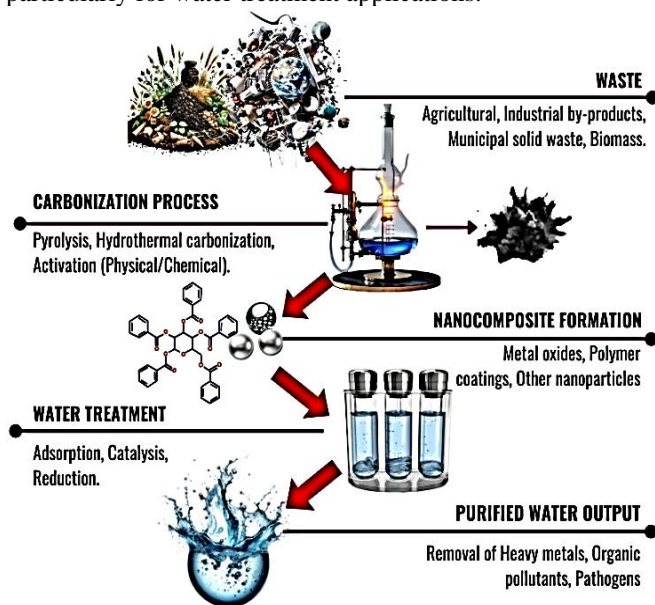 particularly for water treatment applications.
WASTE
Agricultural, Industrial by-products,
Municipal solid waste, Biomass.
CARBONIZATION PROCESS
Pyrolysis, Hydrothermal carbonization,
Activation (Physical/Chemical).
NANOCOMPOSITE FORMATION
Metal oxides, Polymer
coatings, Other nanoparticles
WATER TREATMENT
Adsorption, Catalysis,
Reduction.
PURIFIED WATER OUTPUT
Removal of Heavy metals, Organic
pollutants, Pathogens